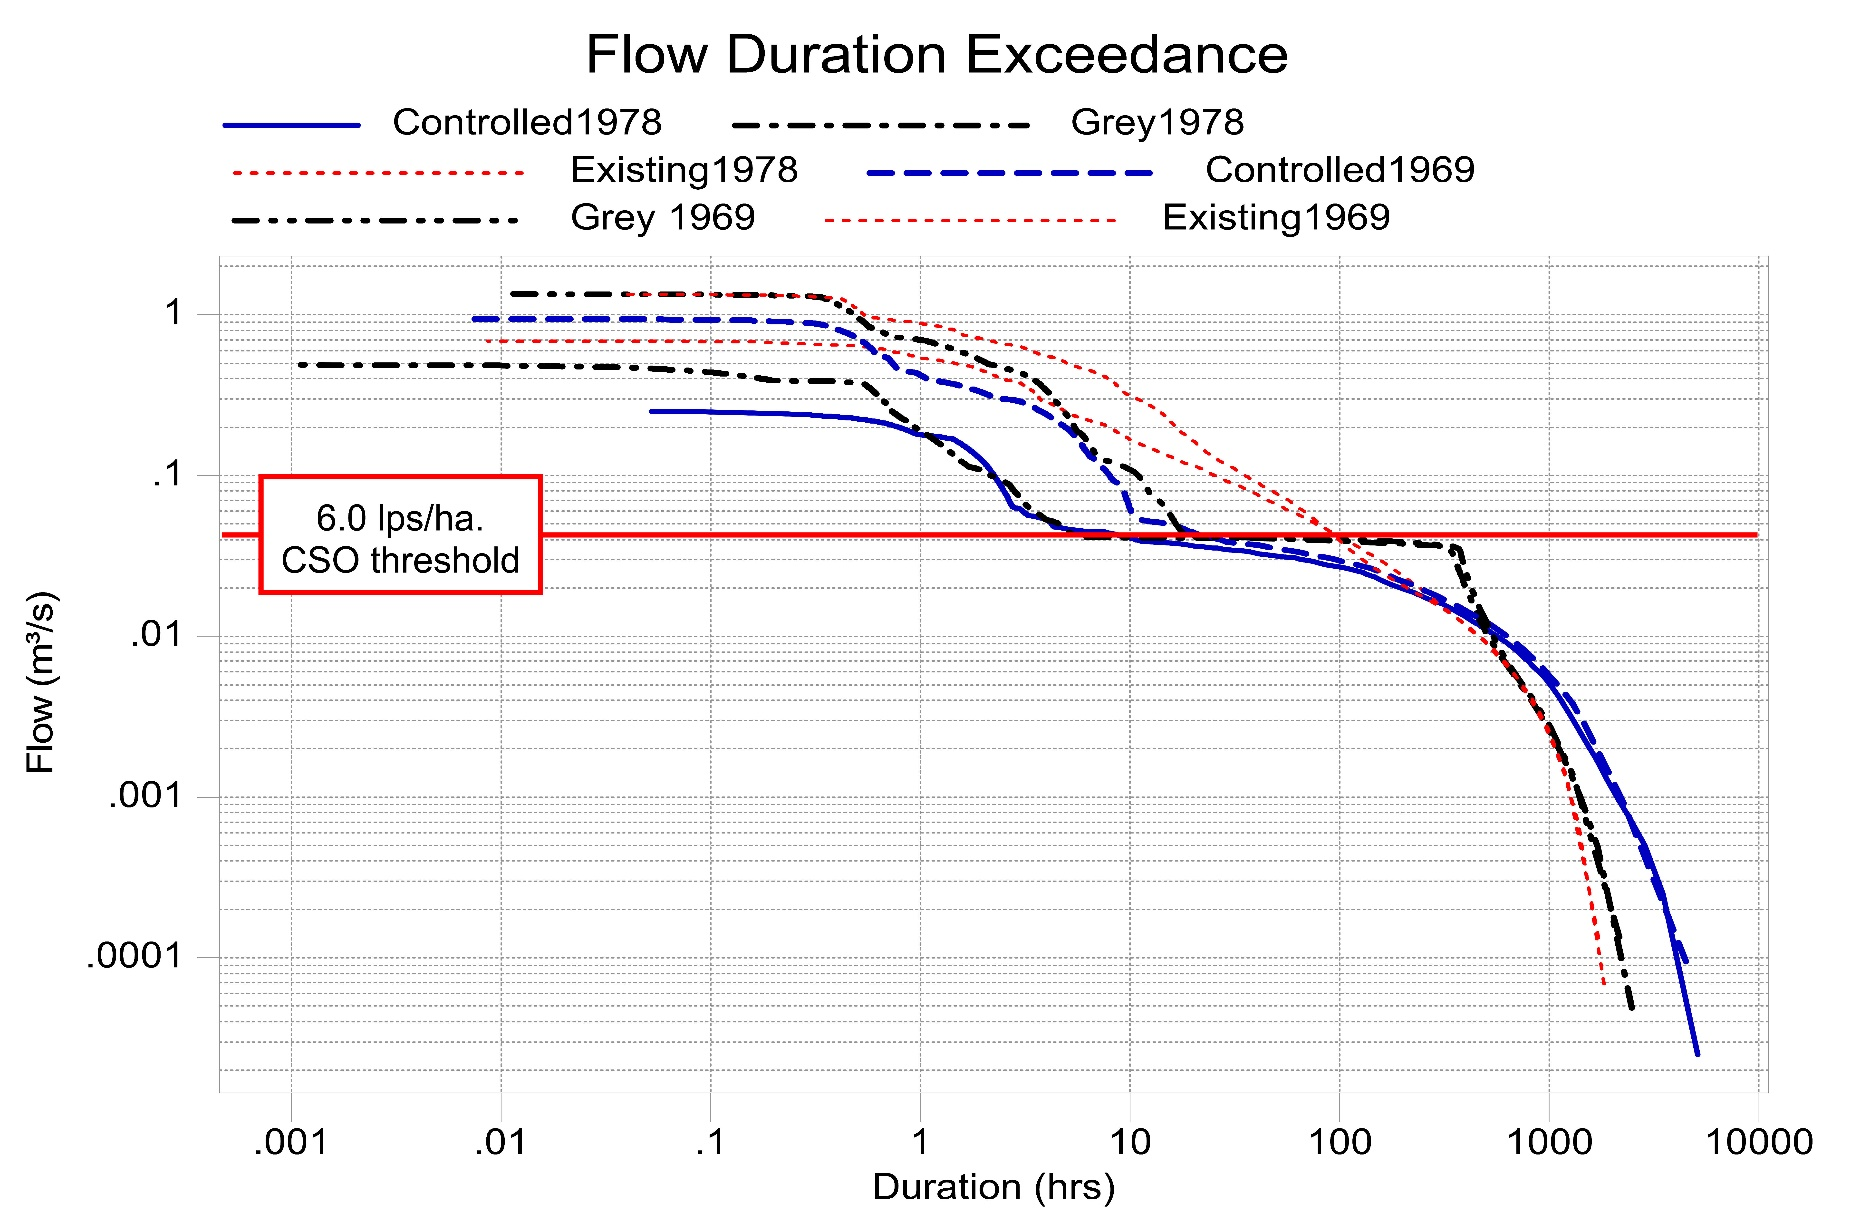 Flow Duration Exceedance
Controlled1978 Grey1978
Existing1978 Controlled1969
Grey 1969 Existing1969
1
.1
6.0 lps/ha.
CSO threshold
.01
.001
.0001
Flow (m³/s)
.001 .01 .1 1 10 100 1000 10000
Duration (hrs)